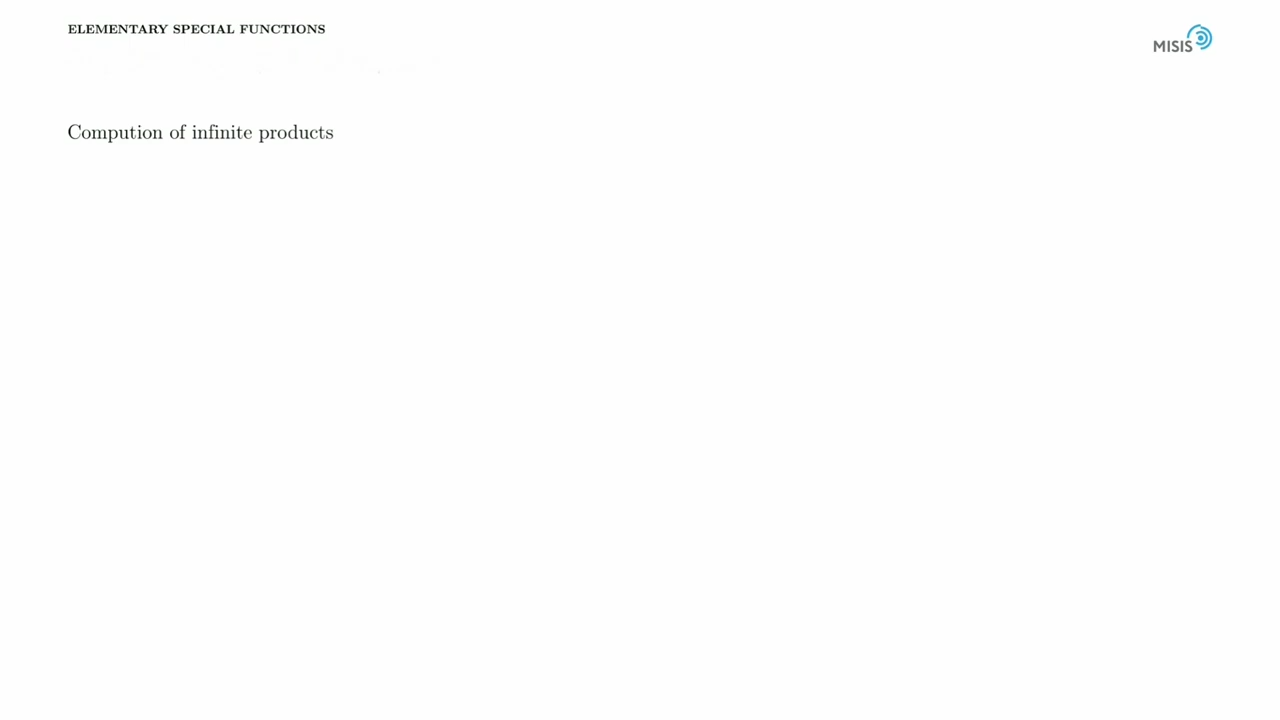 ELEMENTARY SPECIAL FUNCTIONS
MISIS
Compution of infinite products